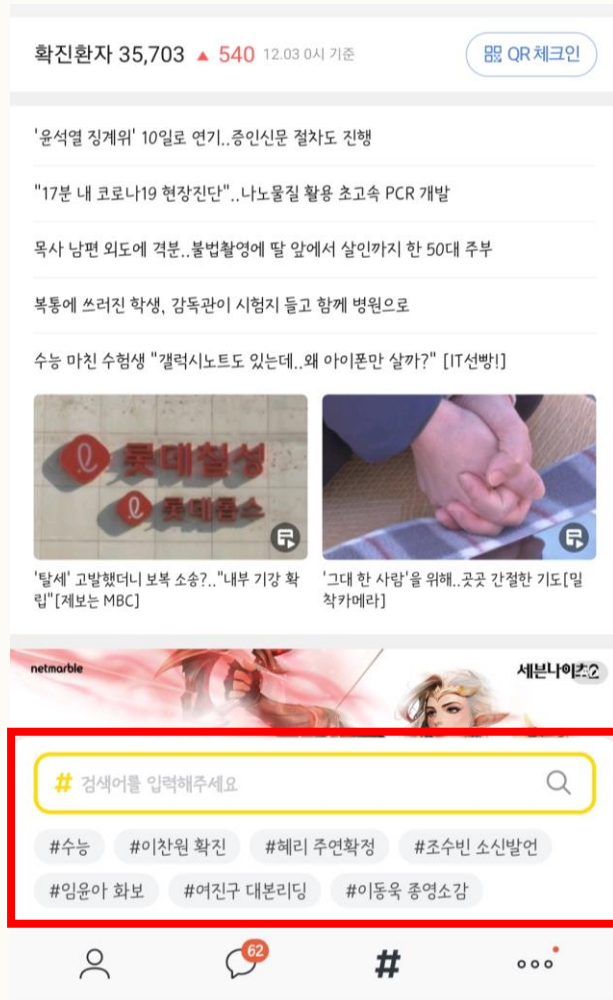 확진환자 35,703 ▲ 540 12.03 0시 기준
QR 체크인
'윤석열 징계위' 10일로 연기..증인신문 절차도 진행
"17분 내 코로나19 현장진단"..나노물질 활용 초고속 PCR 개발
목사 남편 외도에 격분..불법촬영에 딸 앞에서 살인까지 한 50대 주부
복통에 쓰러진 학생, 감독관이 시험지 들고 함께 병원으로
수능 마친 수험생 "갤럭시노트도 있는데..왜 아이폰만 살까?" [IT선빵!]
롯데칠성
롯데
'탈세' 고발했더니 보복 소송?.."내부 기강 확
립"[제보는 MBC]
'그대 한 사람'을 위해..곳곳 간절한 기도[밀
착카메라]
netmarble
세븐나이츠2
# 검색어를 입력해주세요
#수능 #이찬원 확진 #혜리 주연확정 #조수빈 소신발언
#임윤아 화보 #여진구 대본리딩 #이동욱 종영소감
62
#